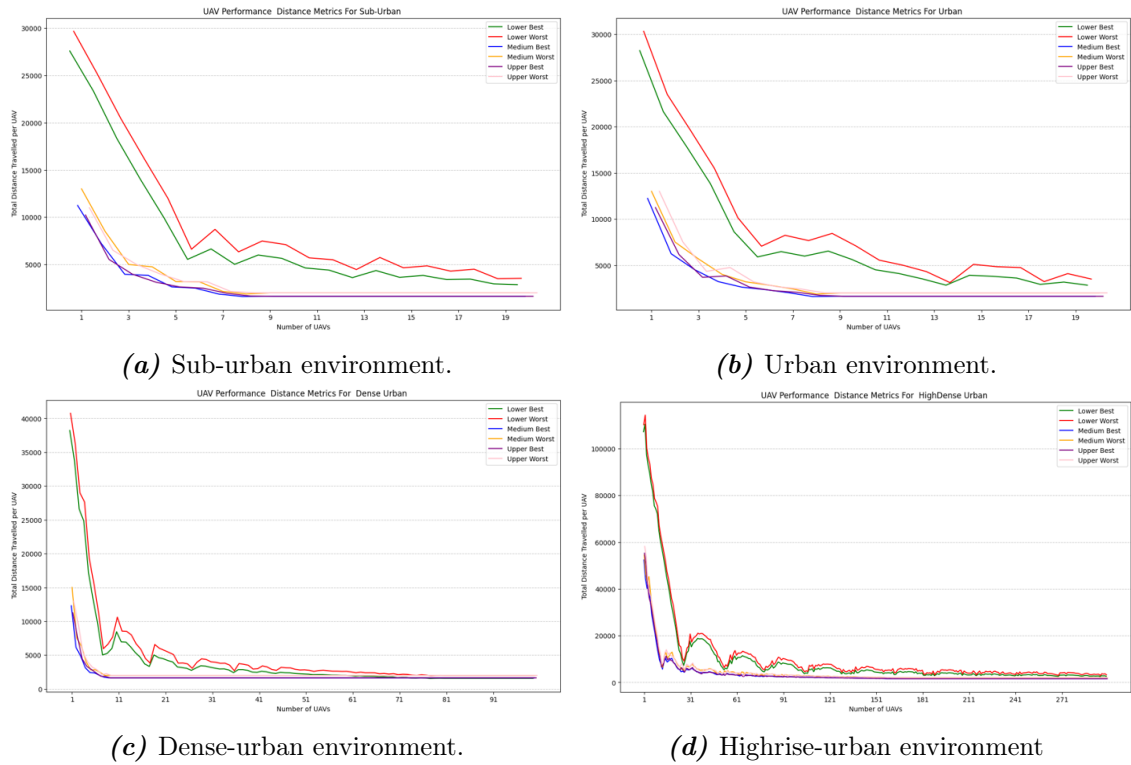 UAV Performance  Distance Metrics For Sub-Urban
Total Distance Travelled per UAV
30000
25000
20000
15000
10000
5000
Lower Best
Lower Worst
Medium Best
Medium Worst
Upper Best
Upper Worst
1 3 5 7 9 11 13 15 17 19
Number of UAVs
(a) Sub-urban environment.
UAV Performance  Distance Metrics For Urban
Total Distance Travelled per UAV
30000
25000
20000
15000
10000
5000
Lower Best
Lower Worst
Medium Best
Medium Worst
Upper Best
Upper Worst
1 3 5 7 9 11 13 15 17 19
Number of UAVs
(b) Urban environment.
UAV Performance  Distance Metrics For  Dense Urban
Total Distance Travelled per UAV
40000
35000
30000
25000
20000
15000
10000
5000
0
Lower Best
Lower Worst
Medium Best
Medium Worst
Upper Best
Upper Worst
1 11 21 31 41 51 61 71 81 91
Number of UAVs
(c) Dense-urban environment.
UAV Performance  Distance Metrics For  HighDense Urban
Total Distance Travelled per UAV
100000
80000
60000
40000
20000
0
Lower Best
Lower Worst
Medium Best
Medium Worst
Upper Best
Upper Worst
1 31 61 91 121 151 181 211 241 271
Number of UAVs
(d) Highrise-urban environment